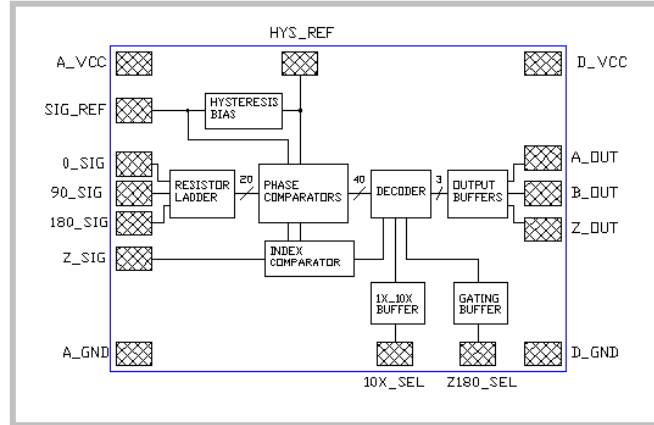 HYS_REF
A_VCC
D_VCC
SIG_REF
HYSTERESIS
BIAS
0_SIG
90_SIG
180_SIG
RESISTOR
LADDER
20
PHASE
COMPARATORS
40
DECODER
3
OUTPUT
BUFFERS
A_OUT
B_OUT
Z_OUT
Z_SIG
INDEX
COMPARATOR
1X_10X
BUFFER
GATING
BUFFER
A_GND
D_GND
10X_SEL
Z180_SEL